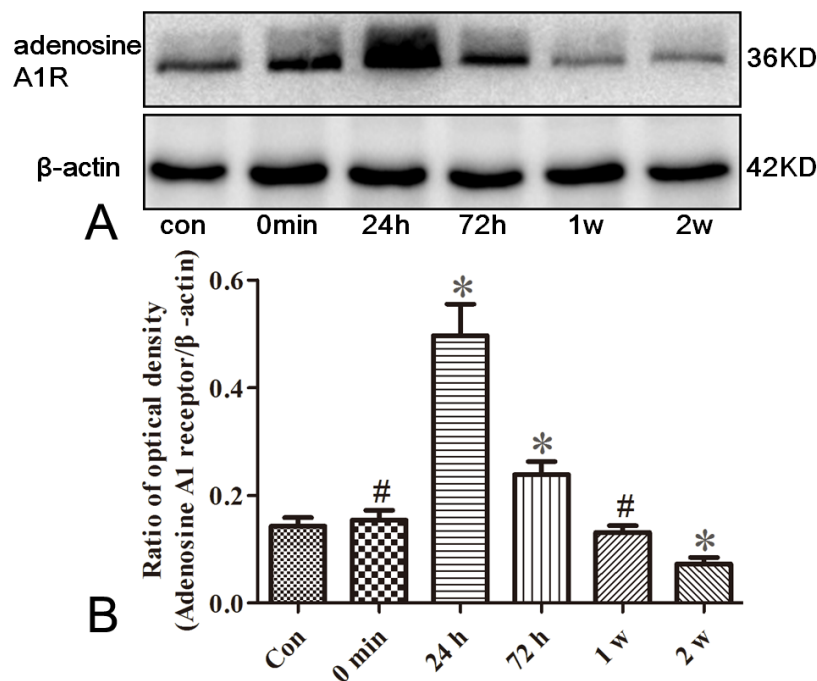 adenosine
A1R
36KD
β-actin
42KD
A
con 0min 24h 72h 1w 2w
Ratio of optical density
(Adenosine A1 receptor/β -actin)
0.6
0.4
0.2
0.0
*
*
#
#
*
B
Con 0 min 24 h 72 h 1 w 2 w